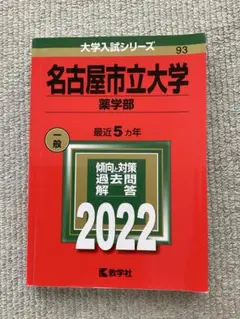 大学入試シリーズ
93
名古屋市立大学
薬学部
一般
最近5ヵ年
傾向と対策
過去問
解答
2022
教学社